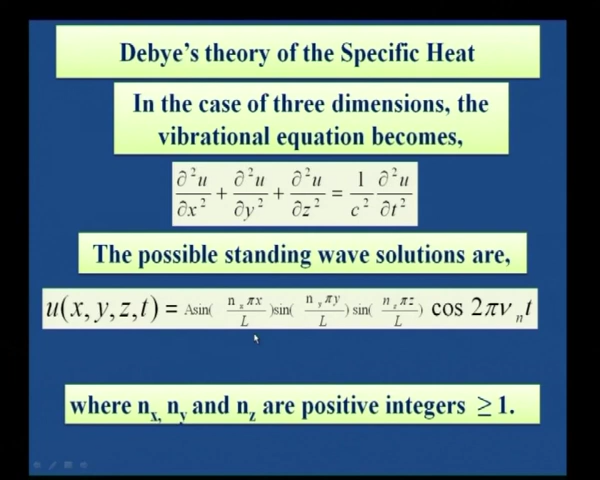 Debye's theory of the Specific Heat
In the case of three dimensions, the
vibrational equation becomes,
∂²u/∂x² + ∂²u/∂y² + ∂²u/∂z² = 1/c² ∂²u/∂t²
The possible standing wave solutions are,
u(x, y, z, t) = Asin( nₓπx/L )sin( n_yπy/L ) sin( n_zπz/L ) cos 2πνₙt
where nₓ, n_y and n_z are positive integers ≥ 1.